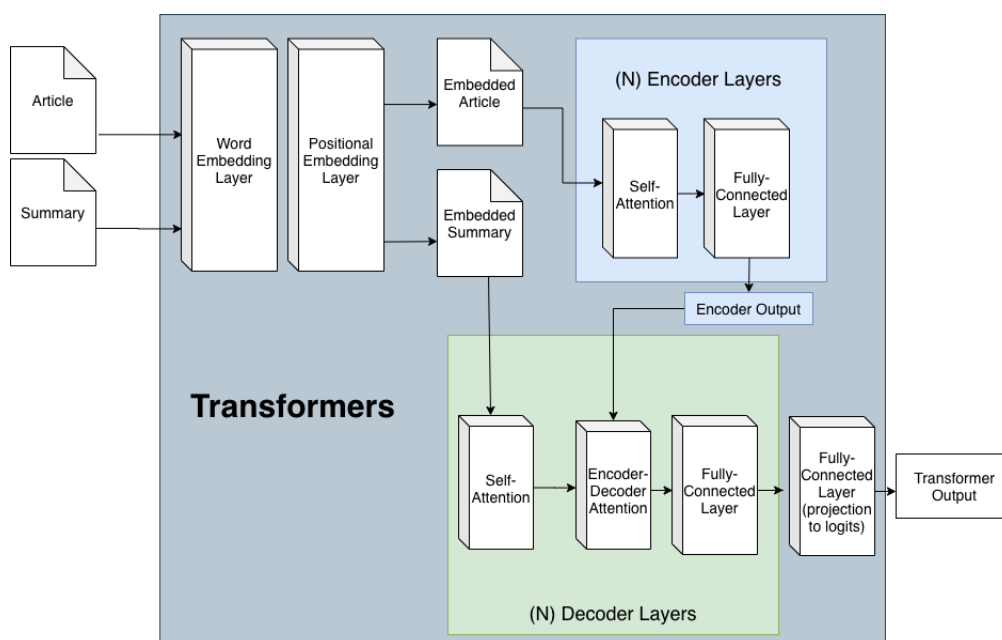 Article
Summary
Word
Embedding
Layer
Positional
Embedding
Layer
Embedded
Article
Embedded
Summary
(N) Encoder Layers
Self-
Attention
Fully-
Connected
Layer
Encoder Output
Transformers
Self-
Attention
Encoder-
Decoder
Attention
Fully-
Connected
Layer
(N) Decoder Layers
Fully-
Connected
Layer
(projection
to logits)
Transformer
Output